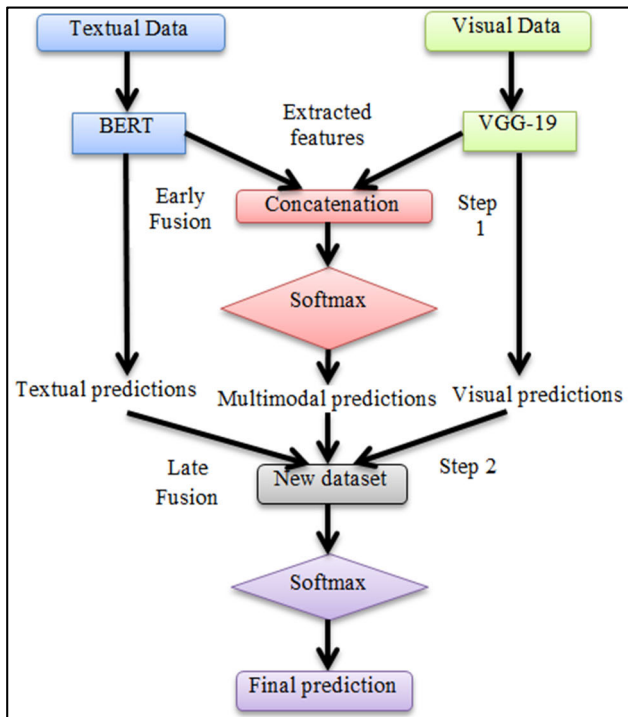 Textual Data
Visual Data
BERT
Extracted
features
VGG-19
Early
Fusion
Concatenation
Step
1
Softmax
Textual predictions
Multimodal predictions
Visual predictions
Late
Fusion
New dataset
Step 2
Softmax
Final prediction